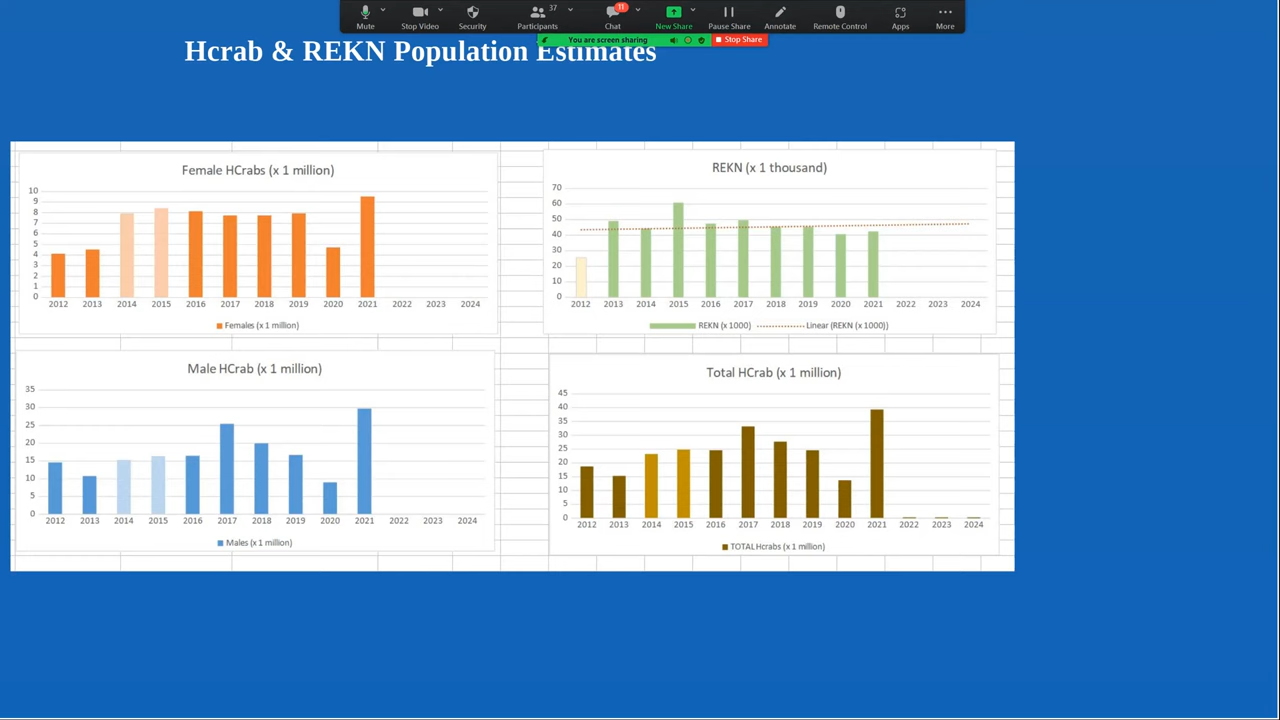 37
11
Mute
Stop Video
Security
Participants
Chat
New Share
Pause Share
Annotate
Remote Control
Apps
More
You are screen sharing
Stop Share
Hcrab & REKN Population Estimates
Female HCrabs (x 1 million)
10
9
8
7
6
5
4
3
2
1
0
2012 2013 2014 2015 2016 2017 2018 2019 2020 2021 2022 2023 2024
Females (x 1 million)
REKN (x 1 thousand)
70
60
50
40
30
20
10
0
2012 2013 2014 2015 2016 2017 2018 2019 2020 2021 2022 2023 2024
REKN (x 1000) Linear (REKN (x 1000))
Male HCrab (x 1 million)
35
30
25
20
15
10
5
0
2012 2013 2014 2015 2016 2017 2018 2019 2020 2021 2022 2023 2024
Males (x 1 million)
Total HCrab (x 1 million)
45
40
35
30
25
20
15
10
5
0
2012 2013 2014 2015 2016 2017 2018 2019 2020 2021 2022 2023 2024
TOTAL Hcrabs (x 1 million)